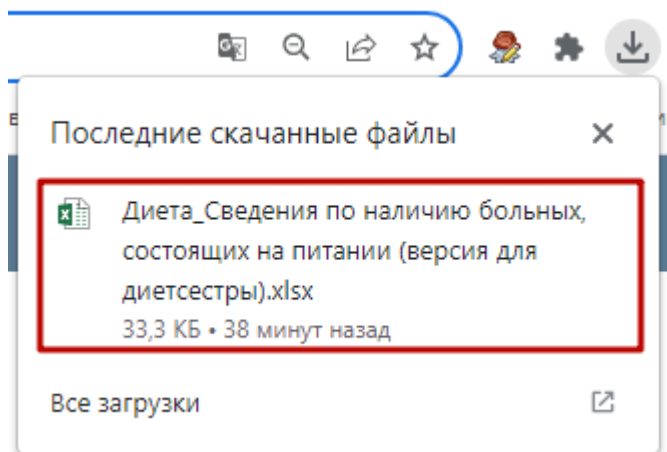 Последние скачанные файлы
Диета_Сведения по наличию больных,
состоящих на питании (версия для
диетсестры).xlsx
33,3 КБ • 38 минут назад
Все загрузки